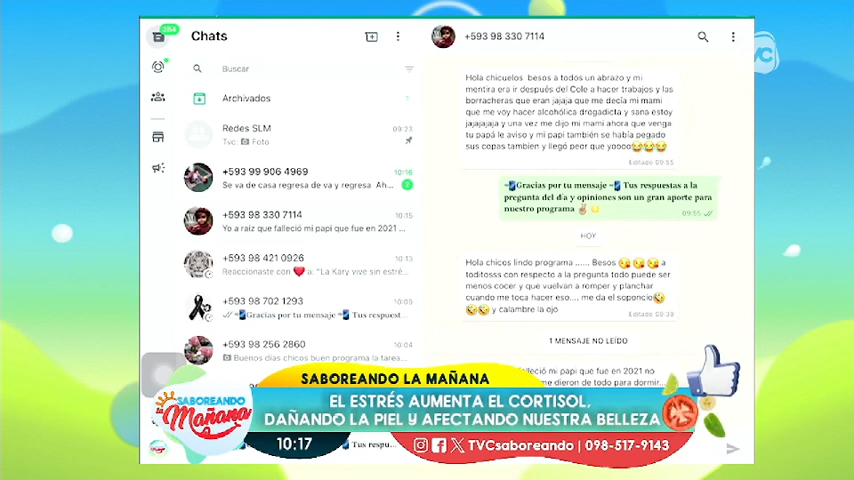 284
Chats
Buscar
Archivados
Redes SLM
09:23
Tvc: Foto
+593 99 906 4969
10:16
Se va de casa regresa de va y regresa Ah...
2
+593 98 330 7114
10:15
Yo a raíz que falleció mi papi que fue en 2021 ...
+593 98 421 0926
10:13
Reaccionaste con ❤ a: "La Kary vive sin estré...
+593 98 702 1293
10:05
Gracias por tu mensaje Tus respuest...
+593 98 256 2860
10:04
Buenos días chicos buen programa la tarea...
+593 98 330 7114
Hola chicuelos besos a todos un abrazo y mi
mentira era ir después del Cole a hacer trabajos y las
borracheras que eran jajaja que me decía mi mami
que me voy hacer alcohólica drogadicta y sana estoy
jajajajaja y una vez me dijo mi mami ahora que venga
tu papá le aviso y mi papi también se había pegado
sus copas tambien y llegó peor que yoooo😂😂😂
Editado 09:55
Gracias por tu mensaje Tus respuestas a la
pregunta del día y opiniones son un gran aporte para
nuestro programa
09:55
HOY
Hola chicos lindo programa ...... Besos 😘😘😘 a
toditosss con respecto a la pregunta todo puede ser
menos cocer y que vuelvan a romper y planchar
cuando me toca hacer eso.... me da el soponcio🤣
🤣🤣 y calambre la ojo
Editado 09:39
1 MENSAJE NO LEÍDO
falleció mi papi que fue en 2021 no
me dieron de todo para dormir...
TVC
SABOREANDO LA MAÑANA
SABOREANDO
la Mañana
EL ESTRÉS AUMENTA EL CORTISOL,
DAÑANDO LA PIEL Y AFECTANDO NUESTRA BELLEZA
10:17
Tus respu...
TVCsaboreando | 098-517-9143